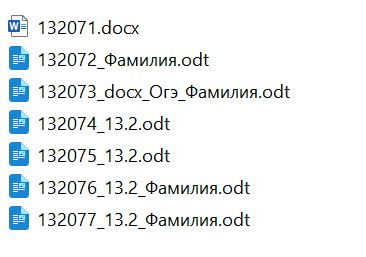 132071.docx
132072_Фамилия.odt
132073_docx_Огэ_Фамилия.odt
132074_13.2.odt
132075_13.2.odt
132076_13.2_Фамилия.odt
132077_13.2_Фамилия.odt